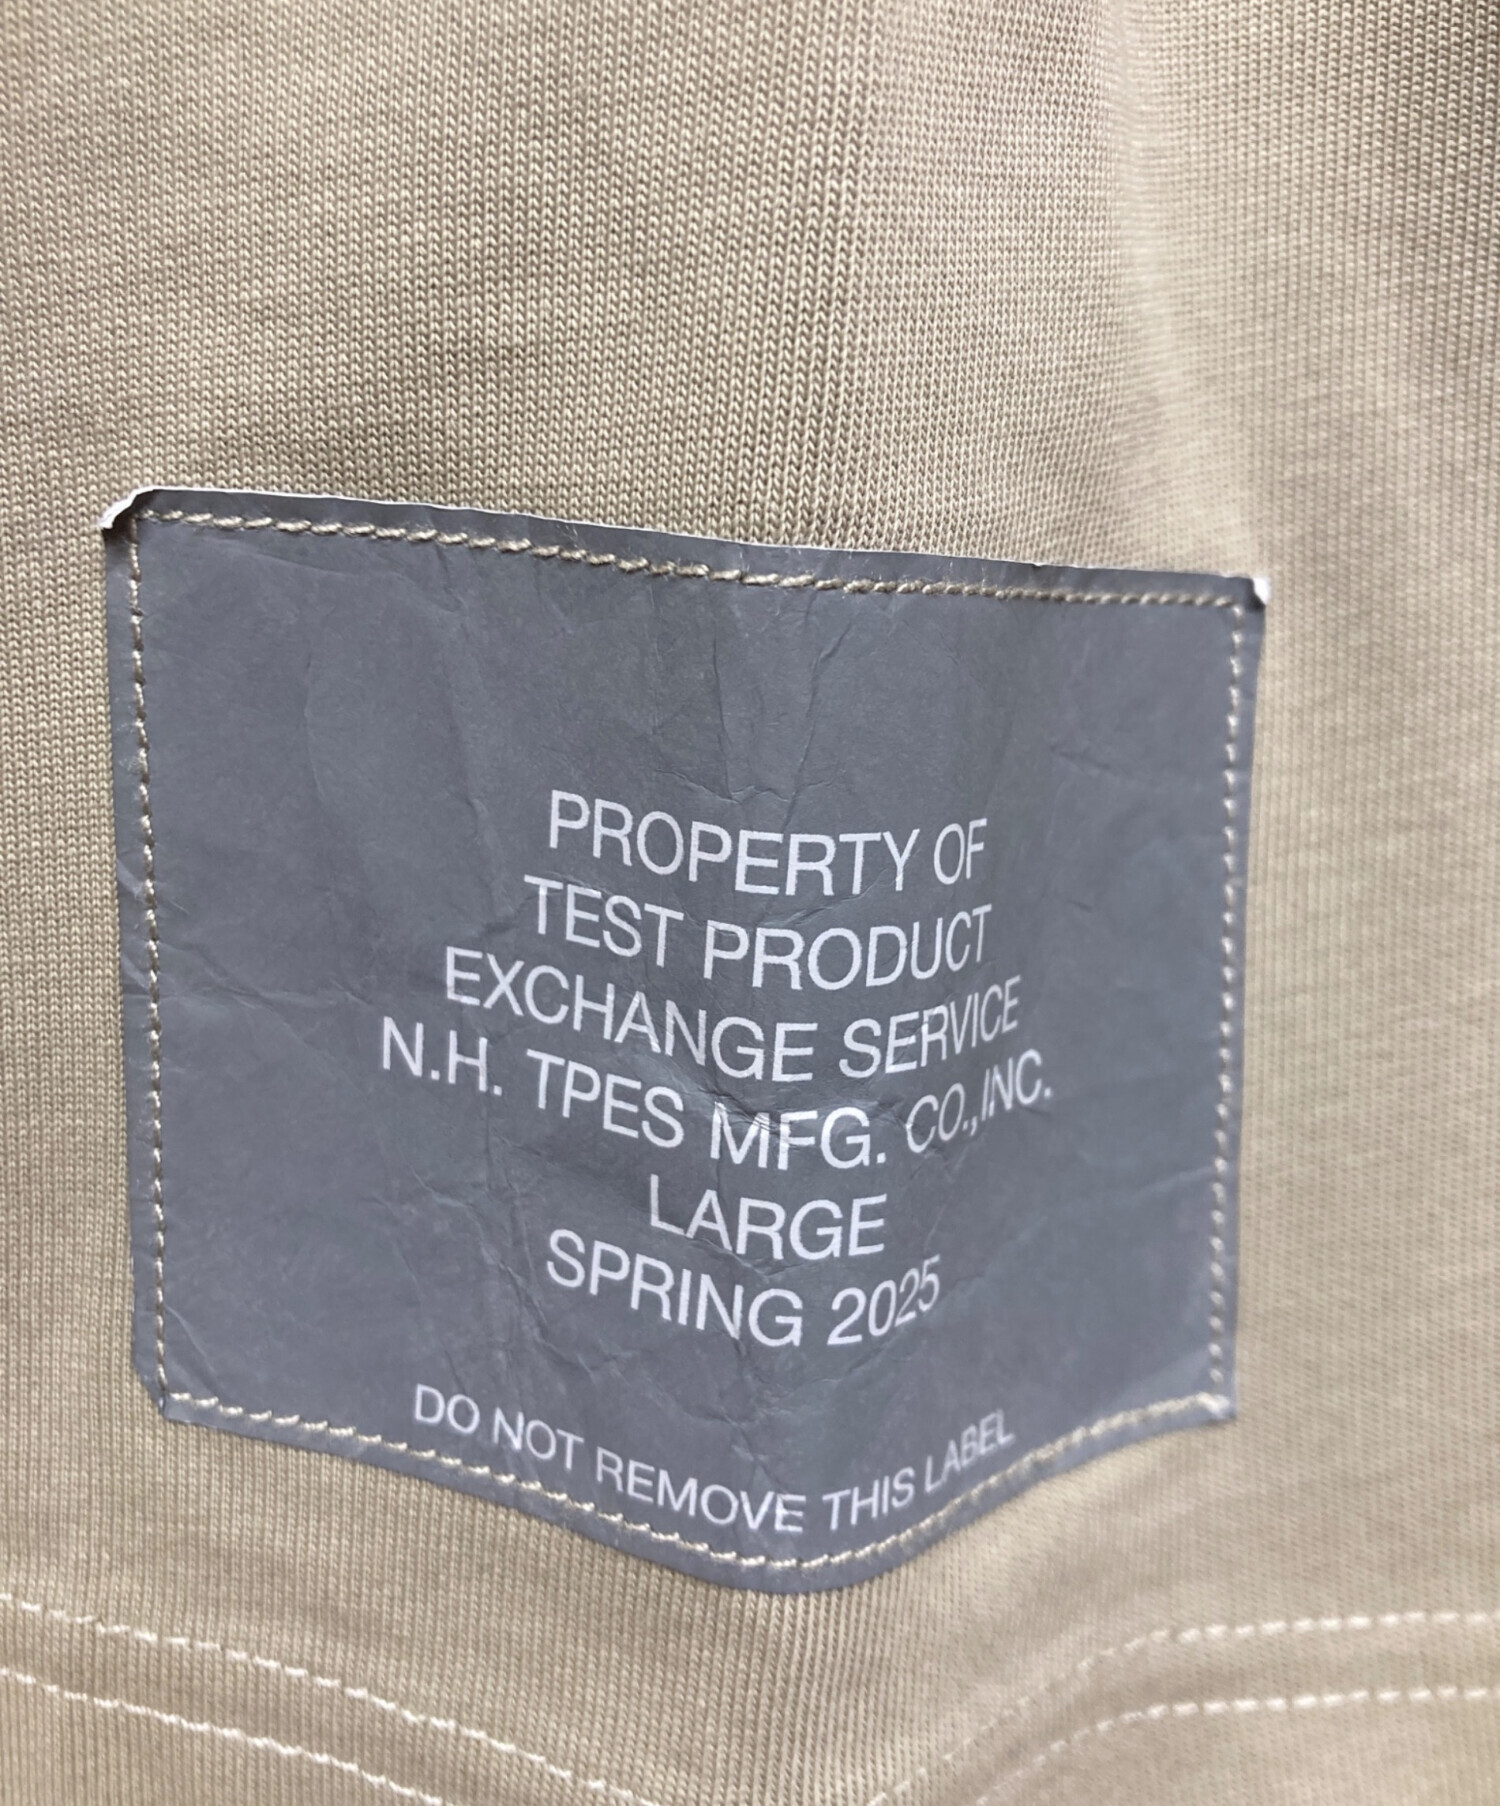 PROPERTY OF
TEST PRODUCT
EXCHANGE SERVICE
N.H. TPES MFG. CO.,INC.
LARGE
SPRING 2025
DO NOT REMOVE THIS LABEL